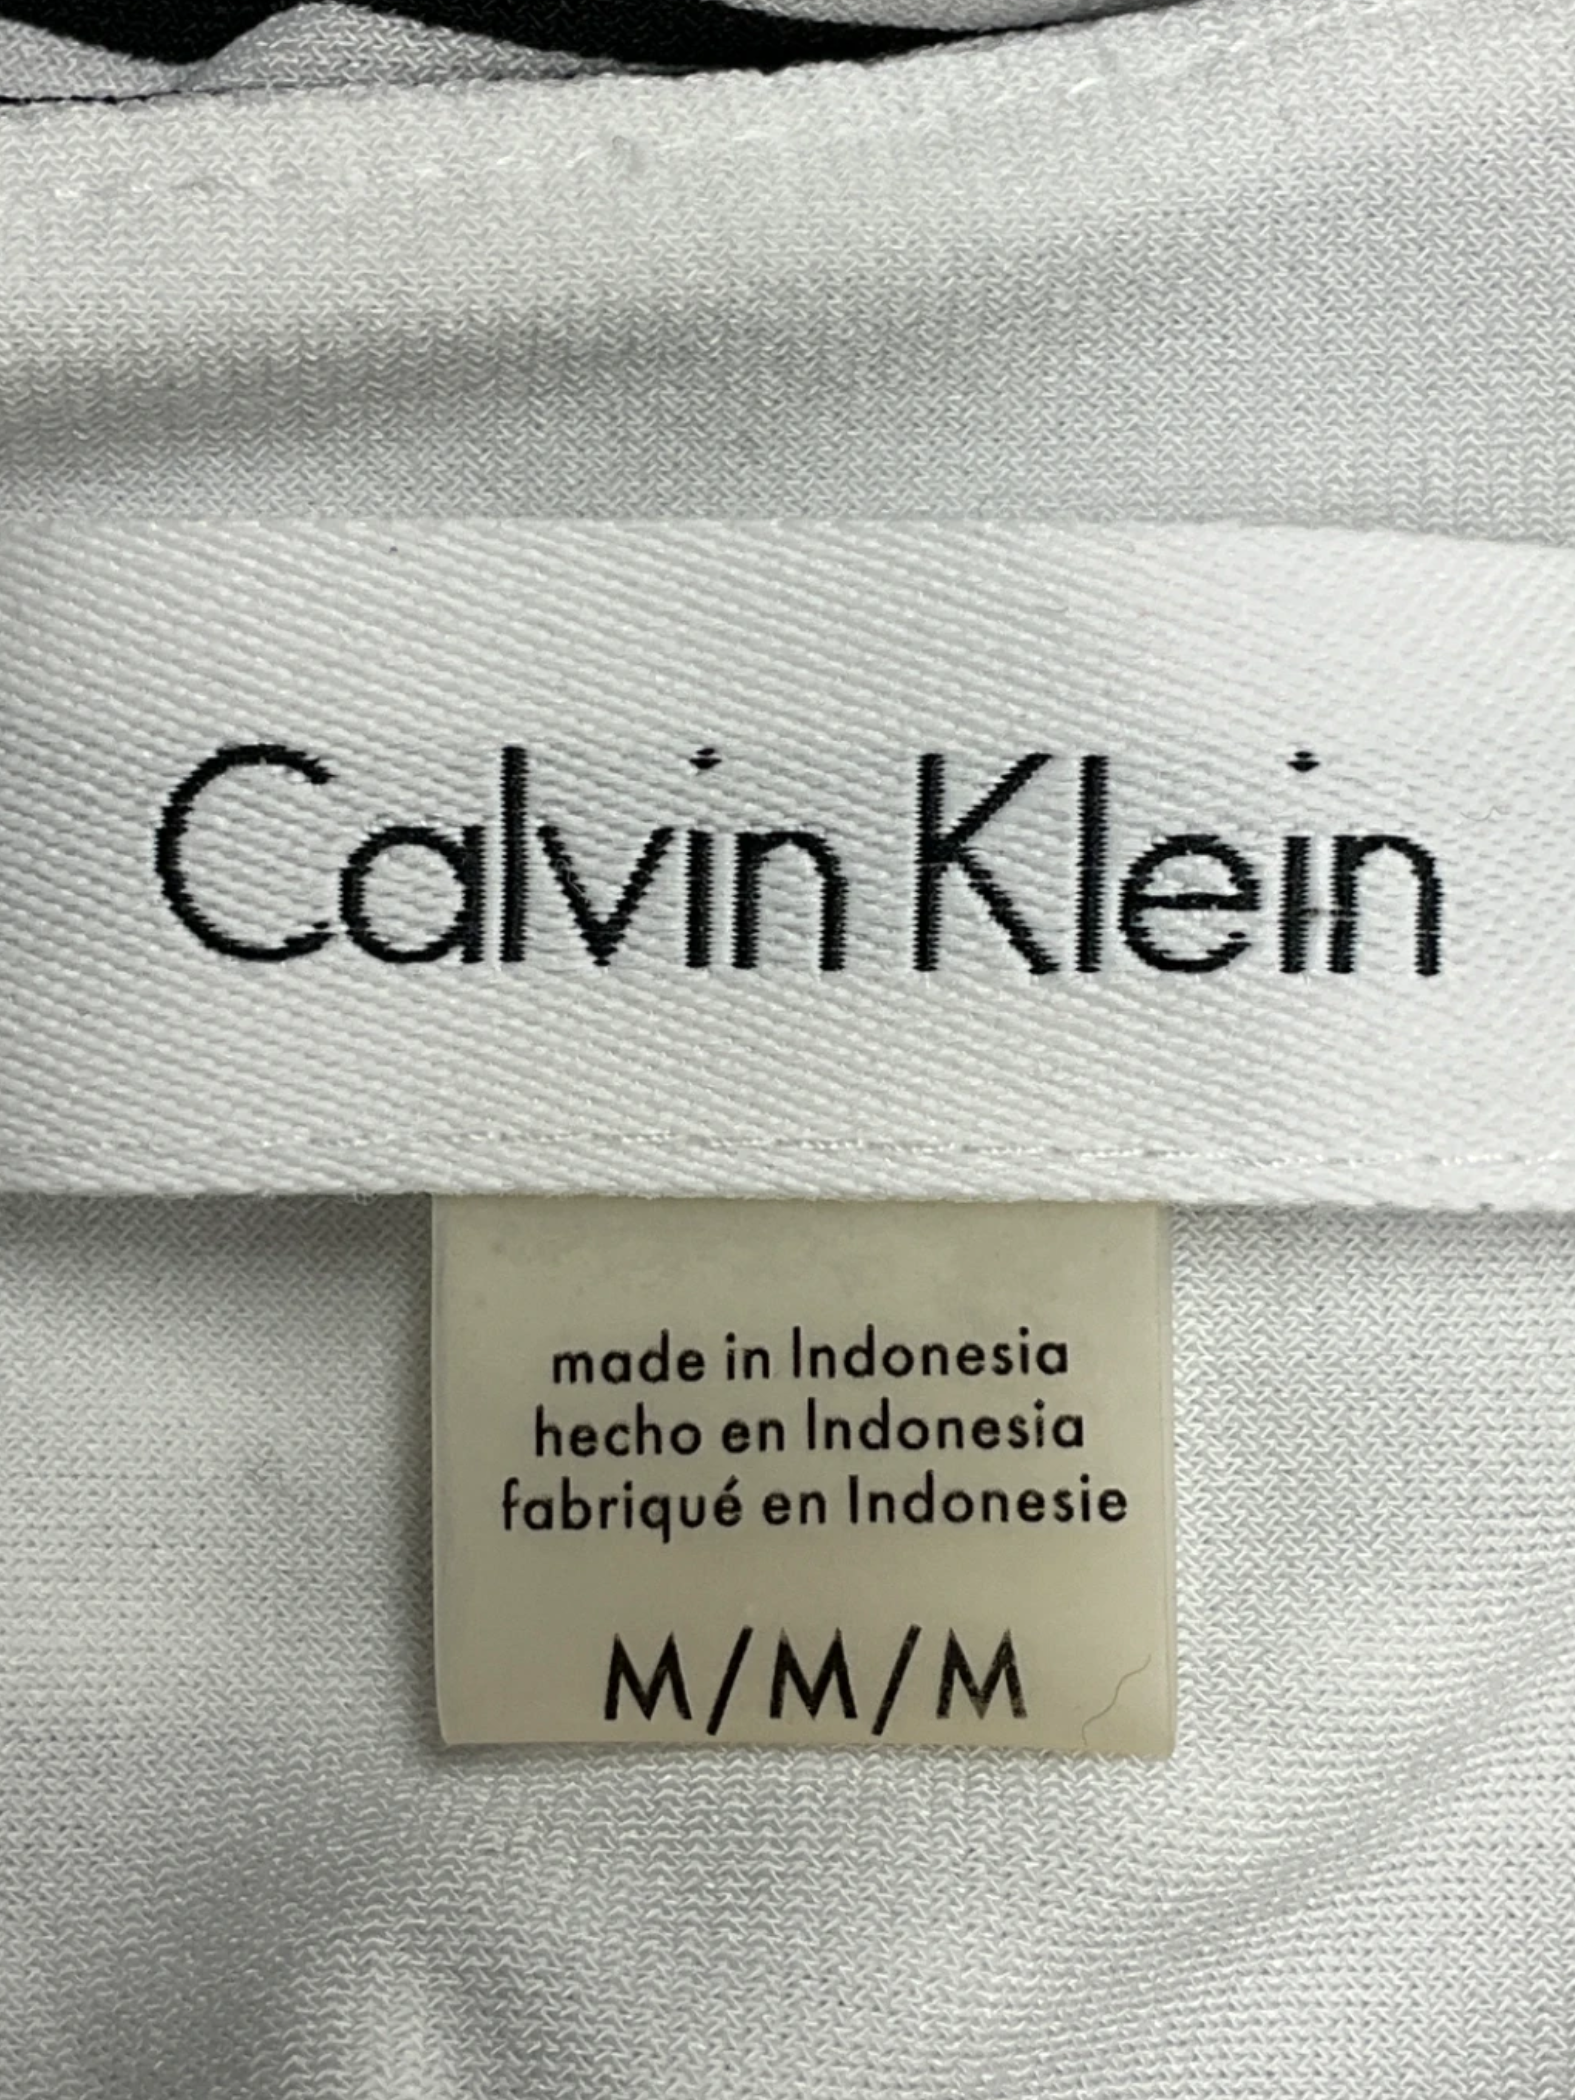 Calvin Klein
made in Indonesia
hecho en Indonesia
fabriqué en Indonesie
M/M/M